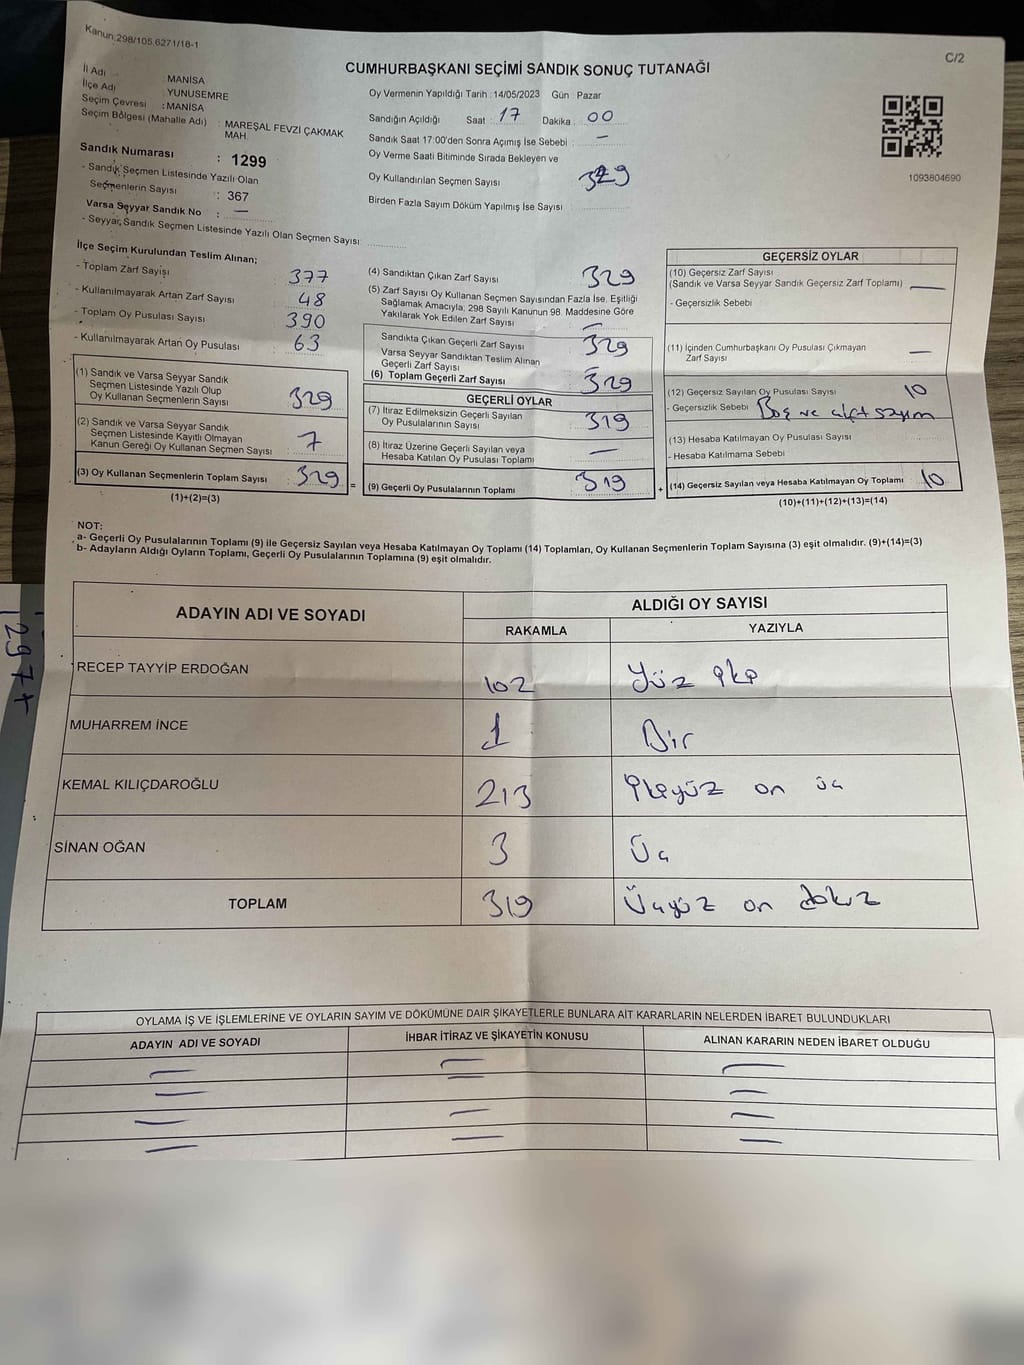 Kanun.298/105.6271/18-1
C/2
CUMHURBAŞKANI SEÇİMİ SANDIK SONUÇ TUTANAĞI
İl Adı MANİSA
İlçe Adı YUNUSEMRE
Seçim Çevresi : MANİSA
Seçim Bölgesi (Mahalle Adı) : MAREŞAL FEVZİ ÇAKMAK MAH.
Sandık Numarası : 1299
- Sandık Seçmen Listesinde Yazılı Olan
Seçmenlerin Sayısı : 367
Varsa Seyyar Sandık No : —
- Seyyar Sandık Seçmen Listesinde Yazılı Olan Seçmen Sayısı:
Oy Vermenin Yapıldığı Tarih :14/05/2023 Gün Pazar
Sandığın Açıldığı Saat : 17 Dakika 00
Sandık Saat 17:00'den Sonra Açımış İse Sebebi : —
Oy Verme Saati Bitiminde Sırada Bekleyen ve
Oy Kullandırılan Seçmen Sayısı 329
Birden Fazla Sayım Döküm Yapılmış İse Sayısı
1093804690
İlçe Seçim Kurulundan Teslim Alınan;
- Toplam Zarf Sayısı 377
- Kullanılmayarak Artan Zarf Sayısı 48
- Toplam Oy Pusulası Sayısı 390
- Kullanılmayarak Artan Oy Pusulası 63
(1) Sandık ve Varsa Seyyar Sandık
Seçmen Listesinde Yazılı Olup
Oy Kullanan Seçmenlerin Sayısı 329
(2) Sandık ve Varsa Seyyar Sandık
Seçmen Listesinde Kayıtlı Olmayan
Kanun Gereği Oy Kullanan Seçmen Sayısı 7
(3) Oy Kullanan Seçmenlerin Toplam Sayısı 329 =
(1)+(2)=(3)
(4) Sandıktan Çıkan Zarf Sayısı 329
(5) Zarf Sayısı Oy Kullanan Seçmen Sayısından Fazla İse, Eşitliği
Sağlamak Amacıyla, 298 Sayılı Kanunun 98. Maddesine Göre
Yakılarak Yok Edilen Zarf Sayısı —
Sandıkta Çıkan Geçerli Zarf Sayısı 329
Varsa Seyyar Sandıktan Teslim Alınan
Geçerli Zarf Sayısı —
(6) Toplam Geçerli Zarf Sayısı 329
GEÇERLİ OYLAR
(7) İtiraz Edilmeksizin Geçerli Sayılan
Oy Pusulalarının Sayısı 319
(8) İtiraz Üzerine Geçerli Sayılan veya
Hesaba Katılan Oy Pusulası Toplamı —
(9) Geçerli Oy Pusulalarının Toplamı 319 +
GEÇERSİZ OYLAR
(10) Geçersiz Zarf Sayısı
(Sandık ve Varsa Seyyar Sandık Geçersiz Zarf Toplamı) —
- Geçersizlik Sebebi
(11) İçinden Cumhurbaşkanı Oy Pusulası Çıkmayan
Zarf Sayısı —
(12) Geçersiz Sayılan Oy Pusulası Sayısı 10
- Geçersizlik Sebebi Boş ve
(13) Hesaba Katılmayan Oy Pusulası Sayısı
- Hesaba Katılmama Sebebi
(14) Geçersiz Sayılan veya Hesaba Katılmayan Oy Toplamı 10
(10)+(11)+(12)+(13)=(14)
NOT:
a- Geçerli Oy Pusulalarının Toplamı (9) ile Geçersiz Sayılan veya Hesaba Katılmayan Oy Toplamı (14) Toplamları, Oy Kullanan Seçmenlerin Toplam Sayısına (3) eşit olmalıdır. (9)+(14)=(3)
b- Adayların Aldığı Oyların Toplamı, Geçerli Oy Pusulalarının Toplamına (9) eşit olmalıdır.
ADAYIN ADI VE SOYADI ALDIĞI OY SAYISI
RAKAMLA YAZIYLA
RECEP TAYYİP ERDOĞAN 102 Yüz iki
MUHARREM İNCE 1 Bir
KEMAL KILIÇDAROĞLU 213 ikiyüz on üç
SİNAN OĞAN 3 Üç
TOPLAM 319 Üçyüz on dokuz
297+
OYLAMA İŞ VE İŞLEMLERİNE VE OYLARIN SAYIM VE DÖKÜMÜNE DAİR ŞİKAYETLERLE BUNLARA AİT KARARLARIN NELERDEN İBARET BULUNDUKLARI
ADAYIN ADI VE SOYADI İHBAR İTİRAZ VE ŞİKAYETİN KONUSU ALINAN KARARIN NEDEN İBARET OLDUĞU
— — —
— — —
— — —
— — —